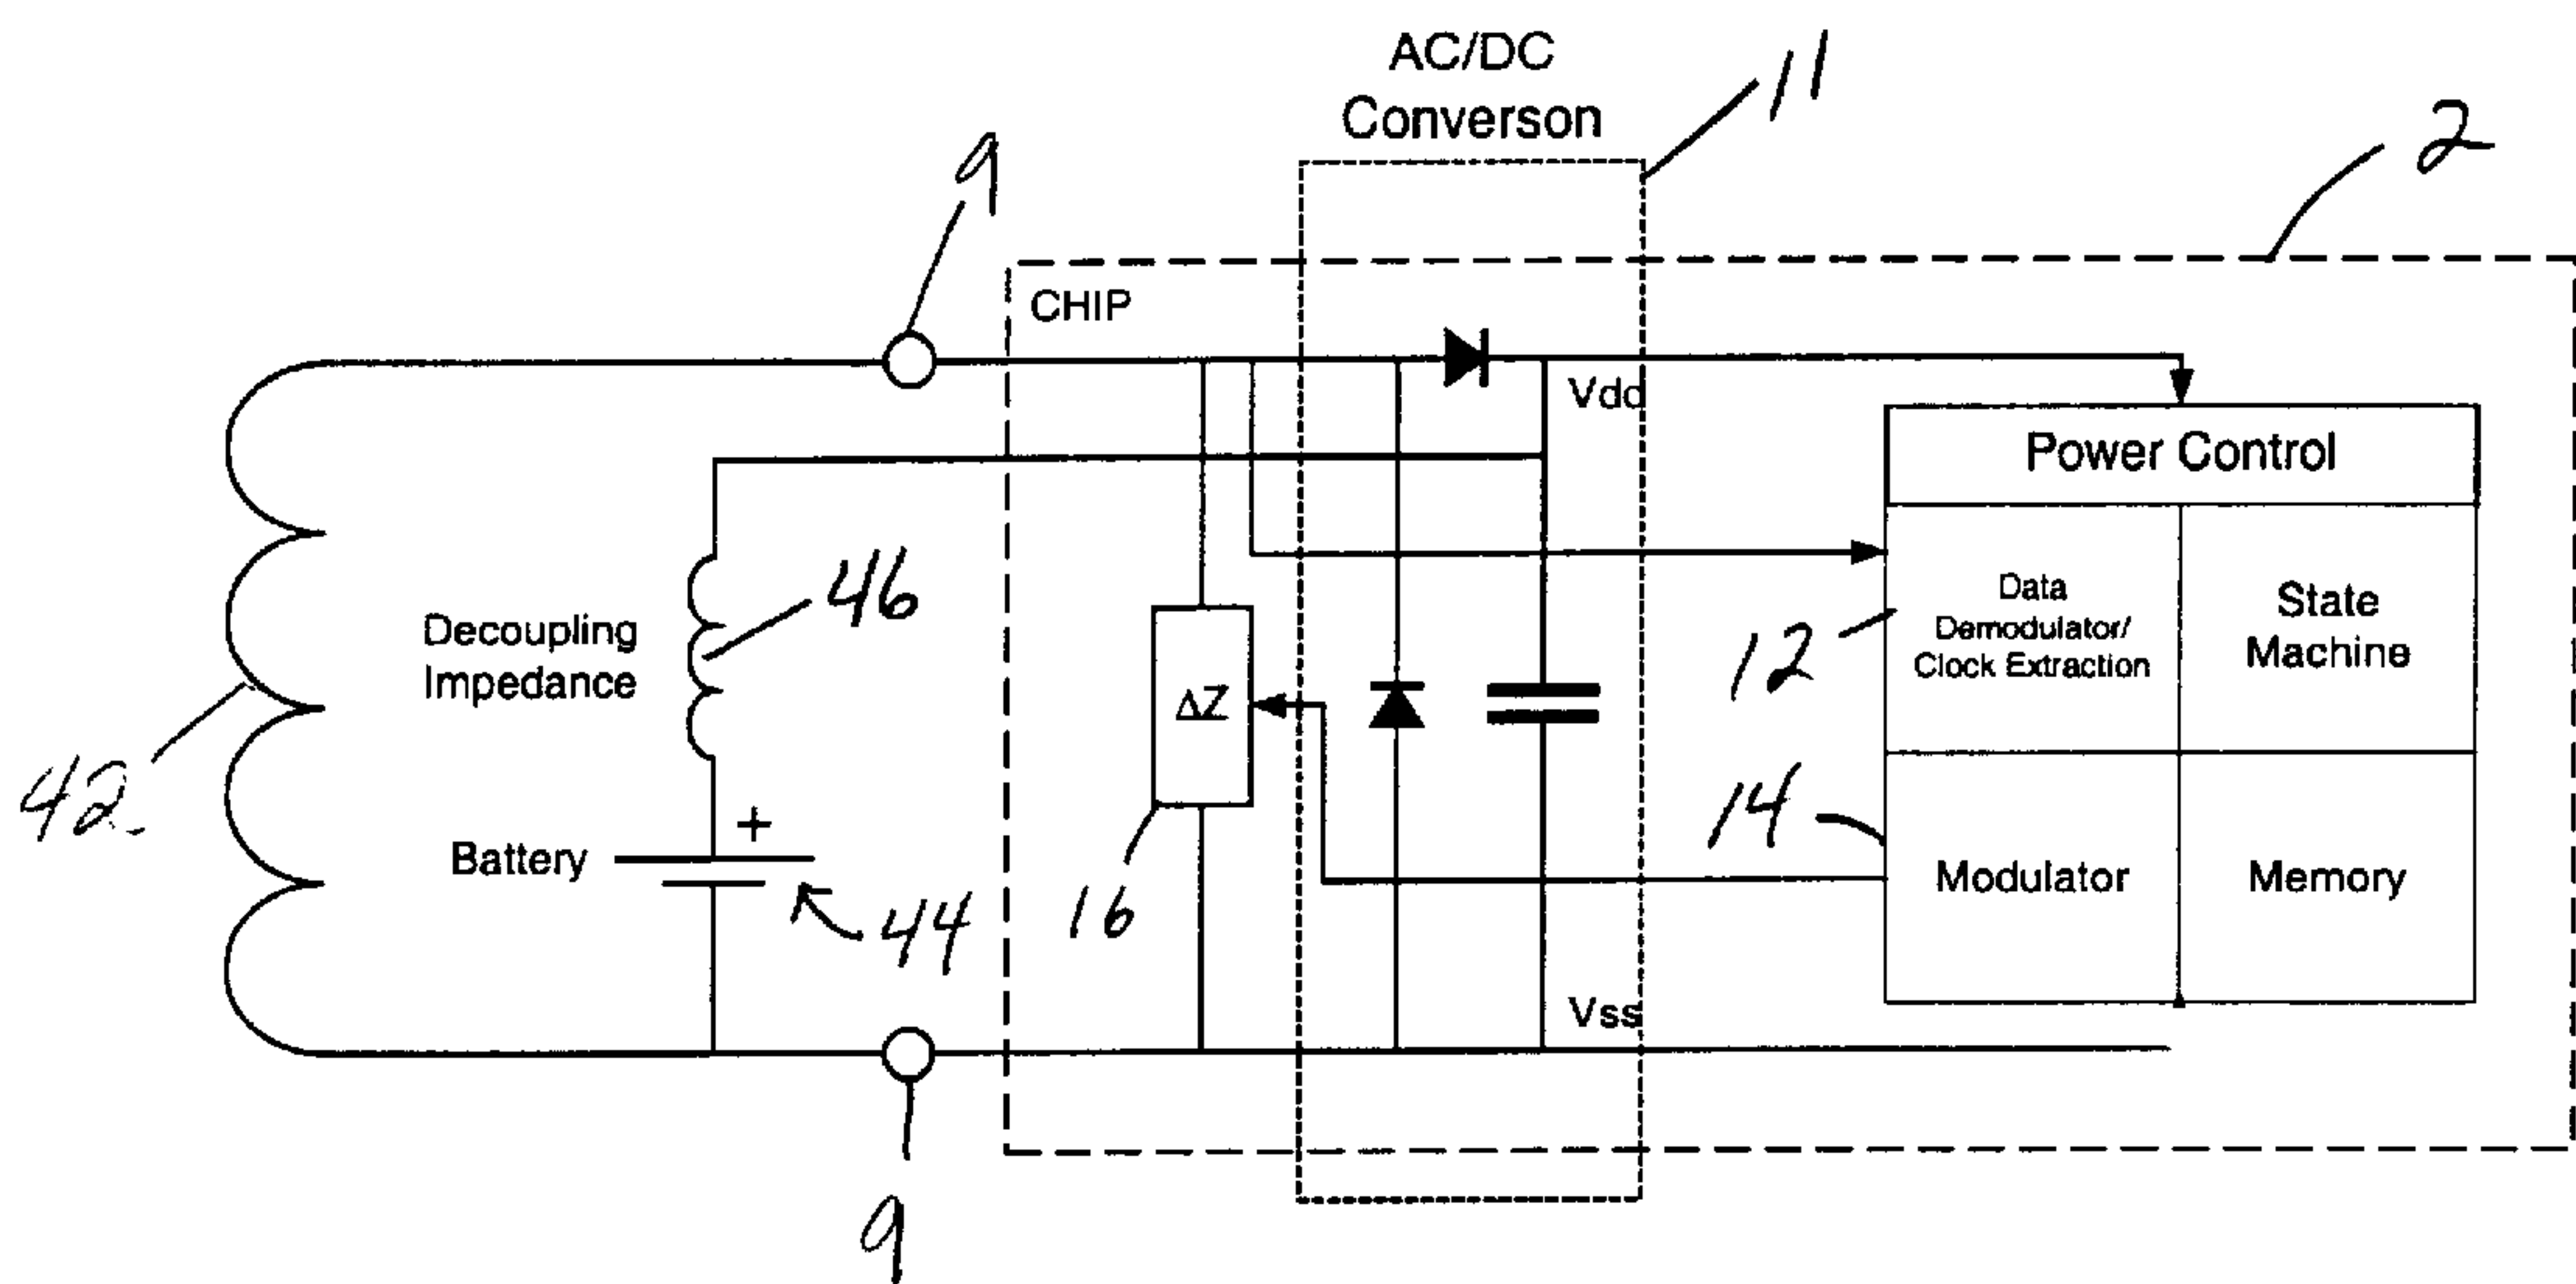 AC/DC
Converson
11
2
9
CHIP
Vdd
Power Control
Decoupling
Impedance
46
ΔZ
12
Data
Demodulator/
Clock Extraction
State
Machine
42
Battery
+
44
16
14
Modulator
Memory
Vss
9